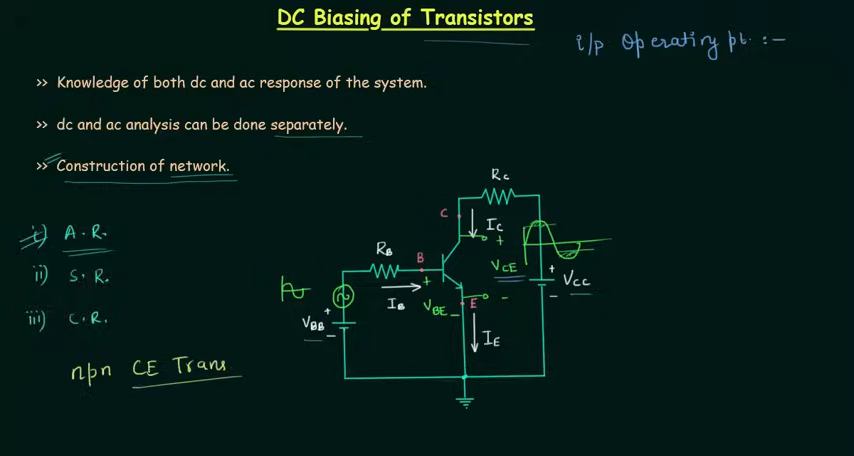 DC Biasing of Transistors
i/p Operating pt. :-
>> Knowledge of both dc and ac response of the system.
>> dc and ac analysis can be done separately.
>> Construction of network.
i) A.R.
ii) S.R.
iii) C.R.
npn CE Trans
RC
C
IC
+
VCE
-
+
VCC
-
RB
B
IB
+
VBE -
E
IE
+
VBB
-